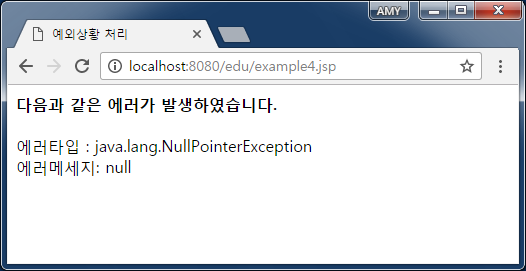 AMY
예외상황 처리
localhost:8080/edu/example4.jsp
다음과 같은 에러가 발생하였습니다.
에러타입 : java.lang.NullPointerException
에러메세지: null